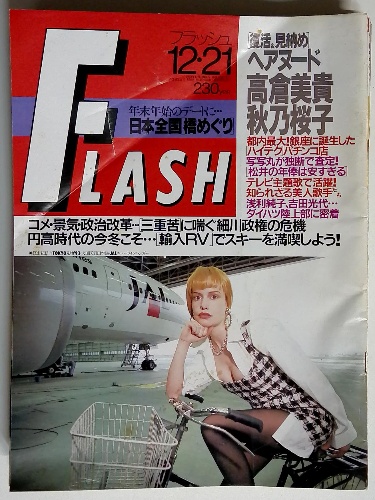 フラッシュ
12・21
230
FLASH
年末年始のデートに…
日本全国橋めぐり
[復活&見納め]
ヘアヌード
高倉美貴
秋乃桜子
都内最大!銀座に誕生した
ハイテクパチンコ店
写写丸が独断で査定!
「松井の年俸は安すぎる」
テレビ主題歌で活躍!
知られざる美人歌手
浅利純子、吉田光代…
ダイハツ陸上部に密着
コメ・景気・政治改革…[三重苦]に喘ぐ細川政権の危機
円高時代の今冬こそ…[輸入RV]でスキーを満喫しよう!
JA